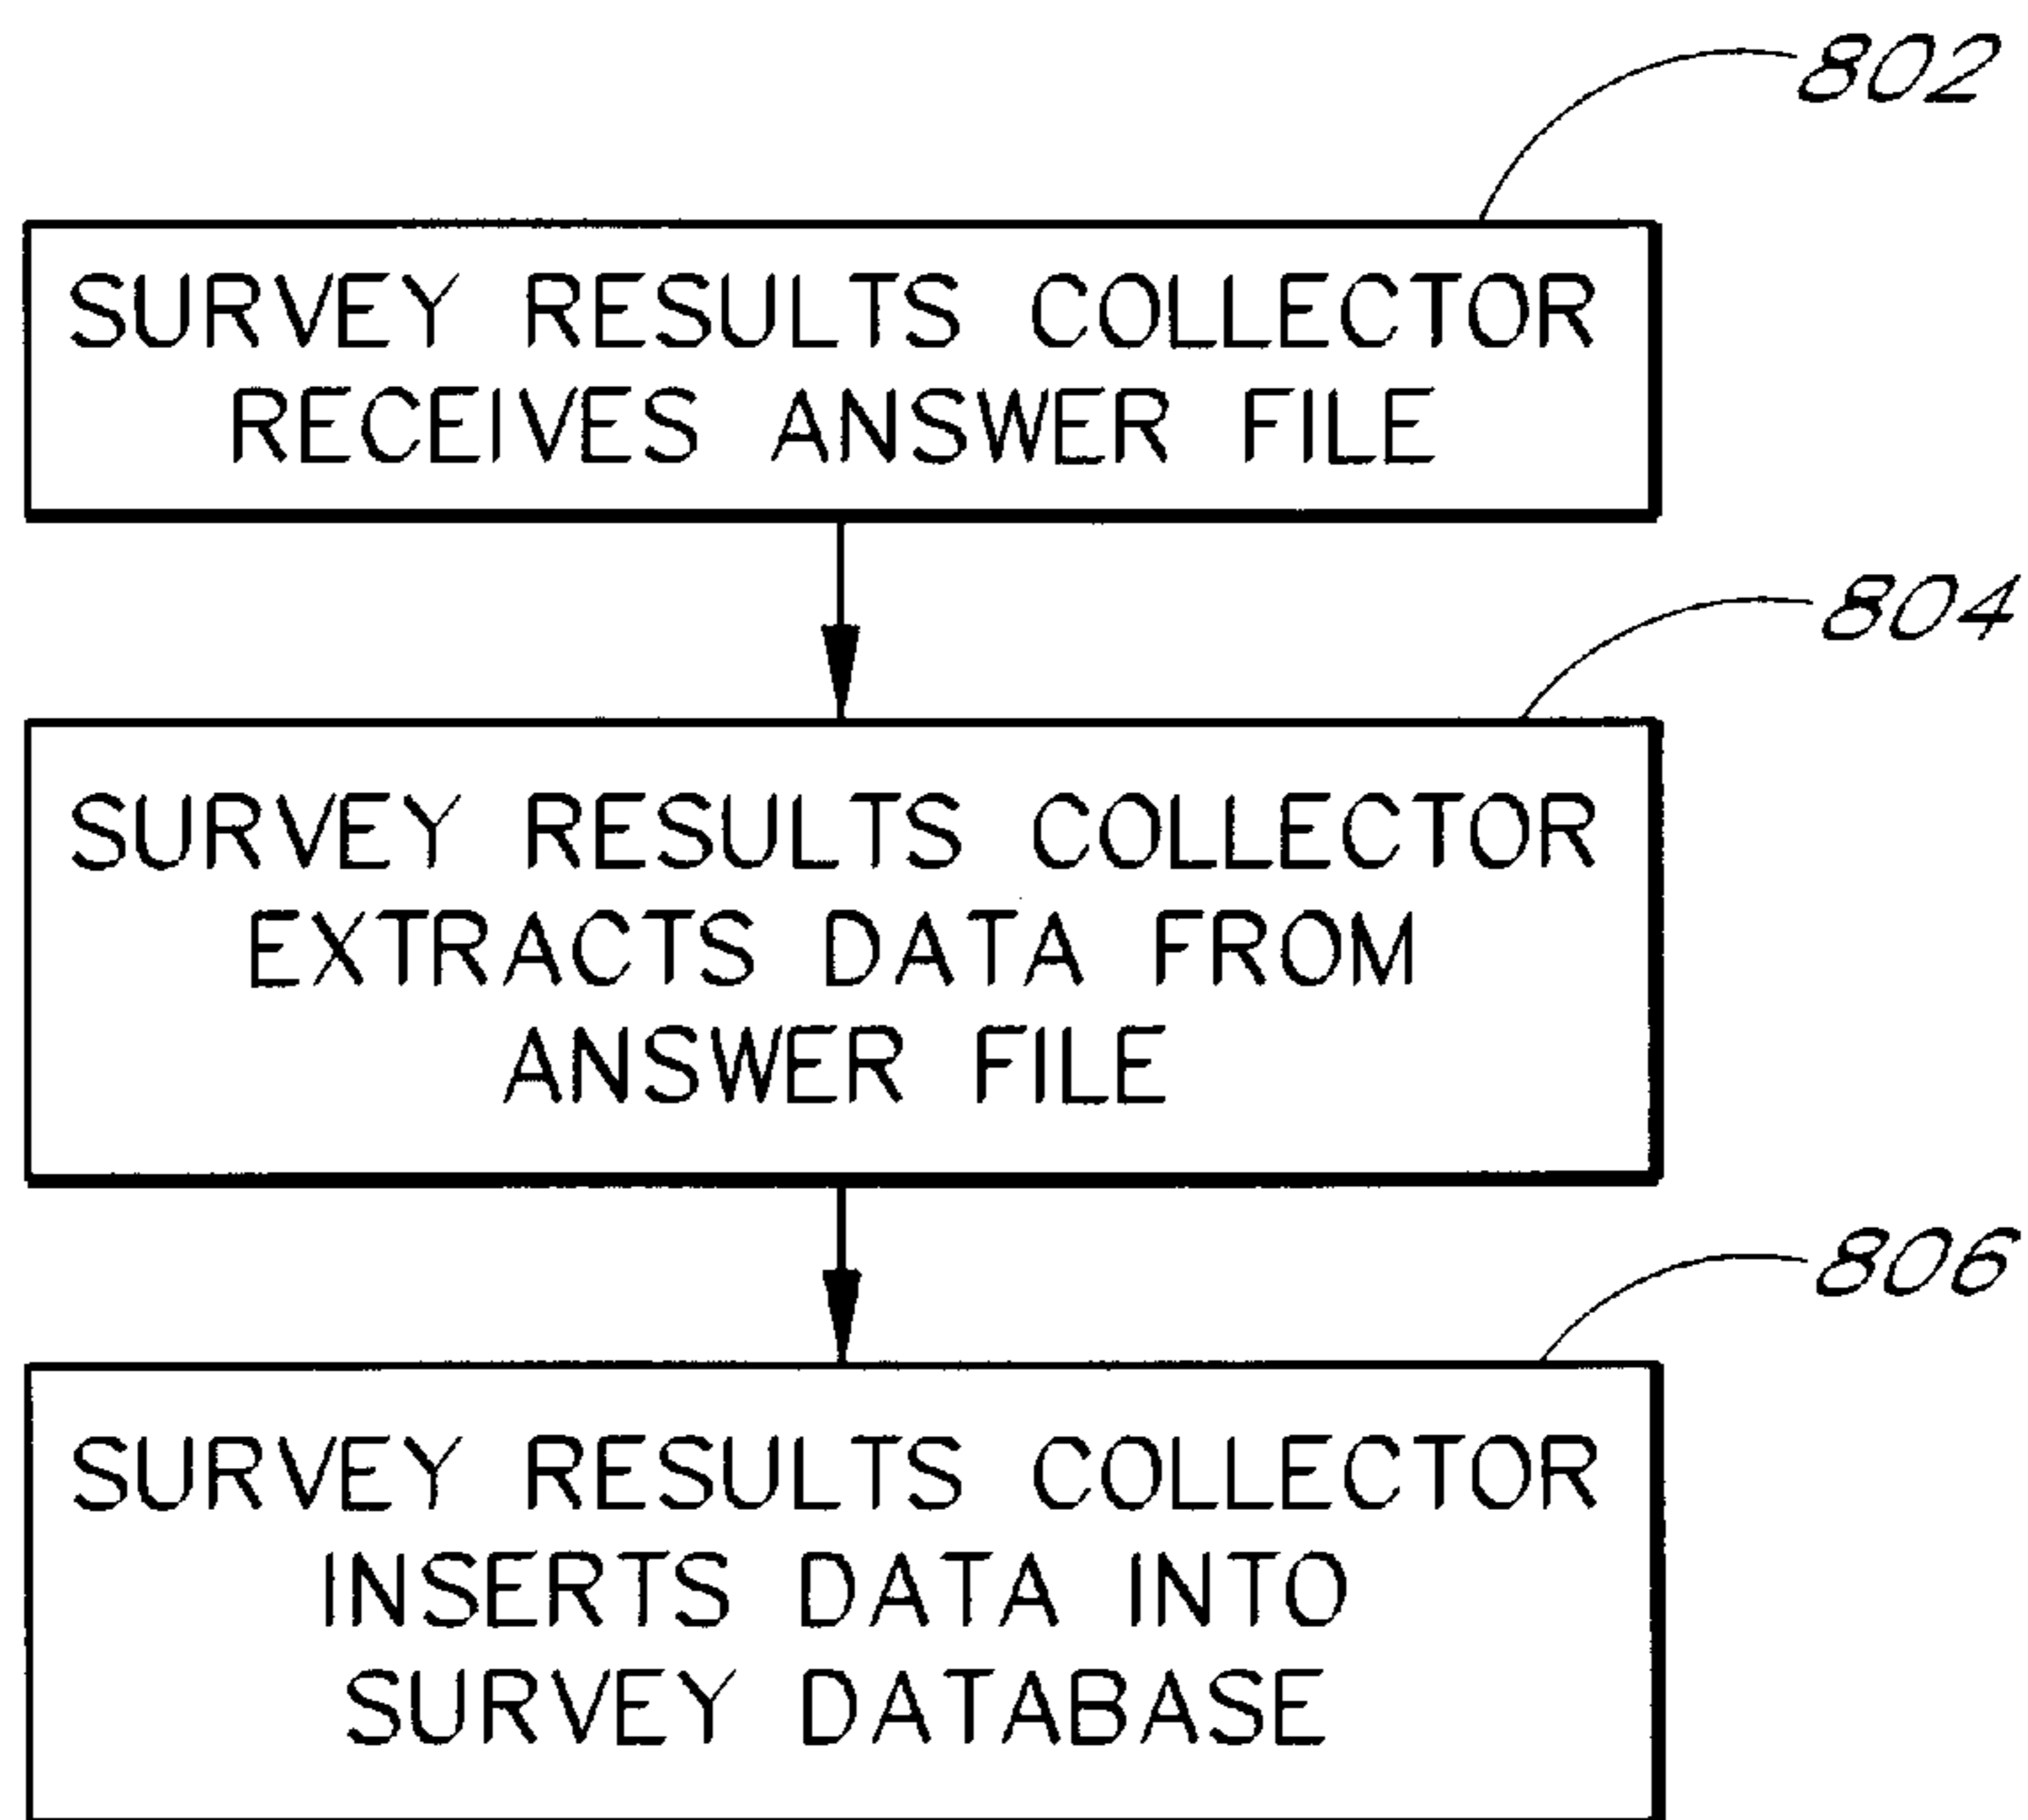 802
SURVEY RESULTS COLLECTOR
RECEIVES ANSWER FILE
804
SURVEY RESULTS COLLECTOR
EXTRACTS DATA FROM
ANSWER FILE
806
SURVEY RESULTS COLLECTOR
INSERTS DATA INTO
SURVEY DATABASE